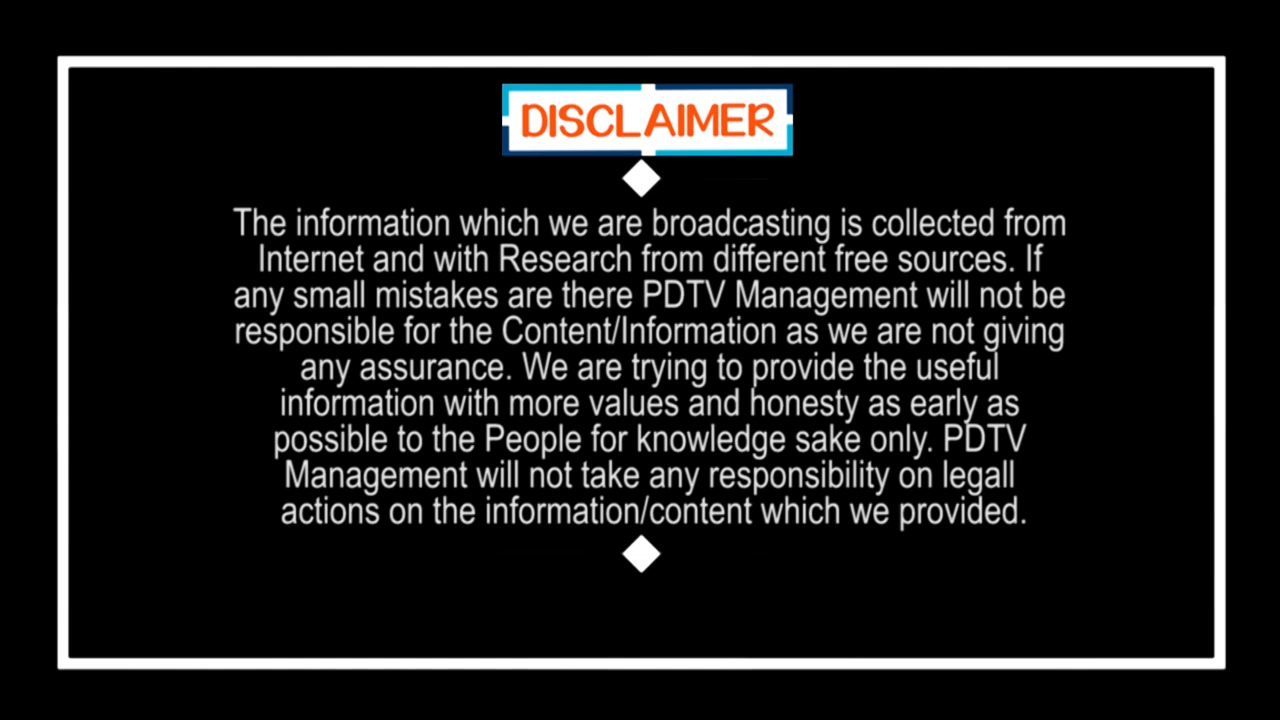 DISCLAIMER
The information which we are broadcasting is collected from
Internet and with Research from different free sources. If
any small mistakes are there PDTV Management will not be
responsible for the Content/Information as we are not giving
any assurance. We are trying to provide the useful
information with more values and honesty as early as
possible to the People for knowledge sake only. PDTV
Management will not take any responsibility on legall
actions on the information/content which we provided.